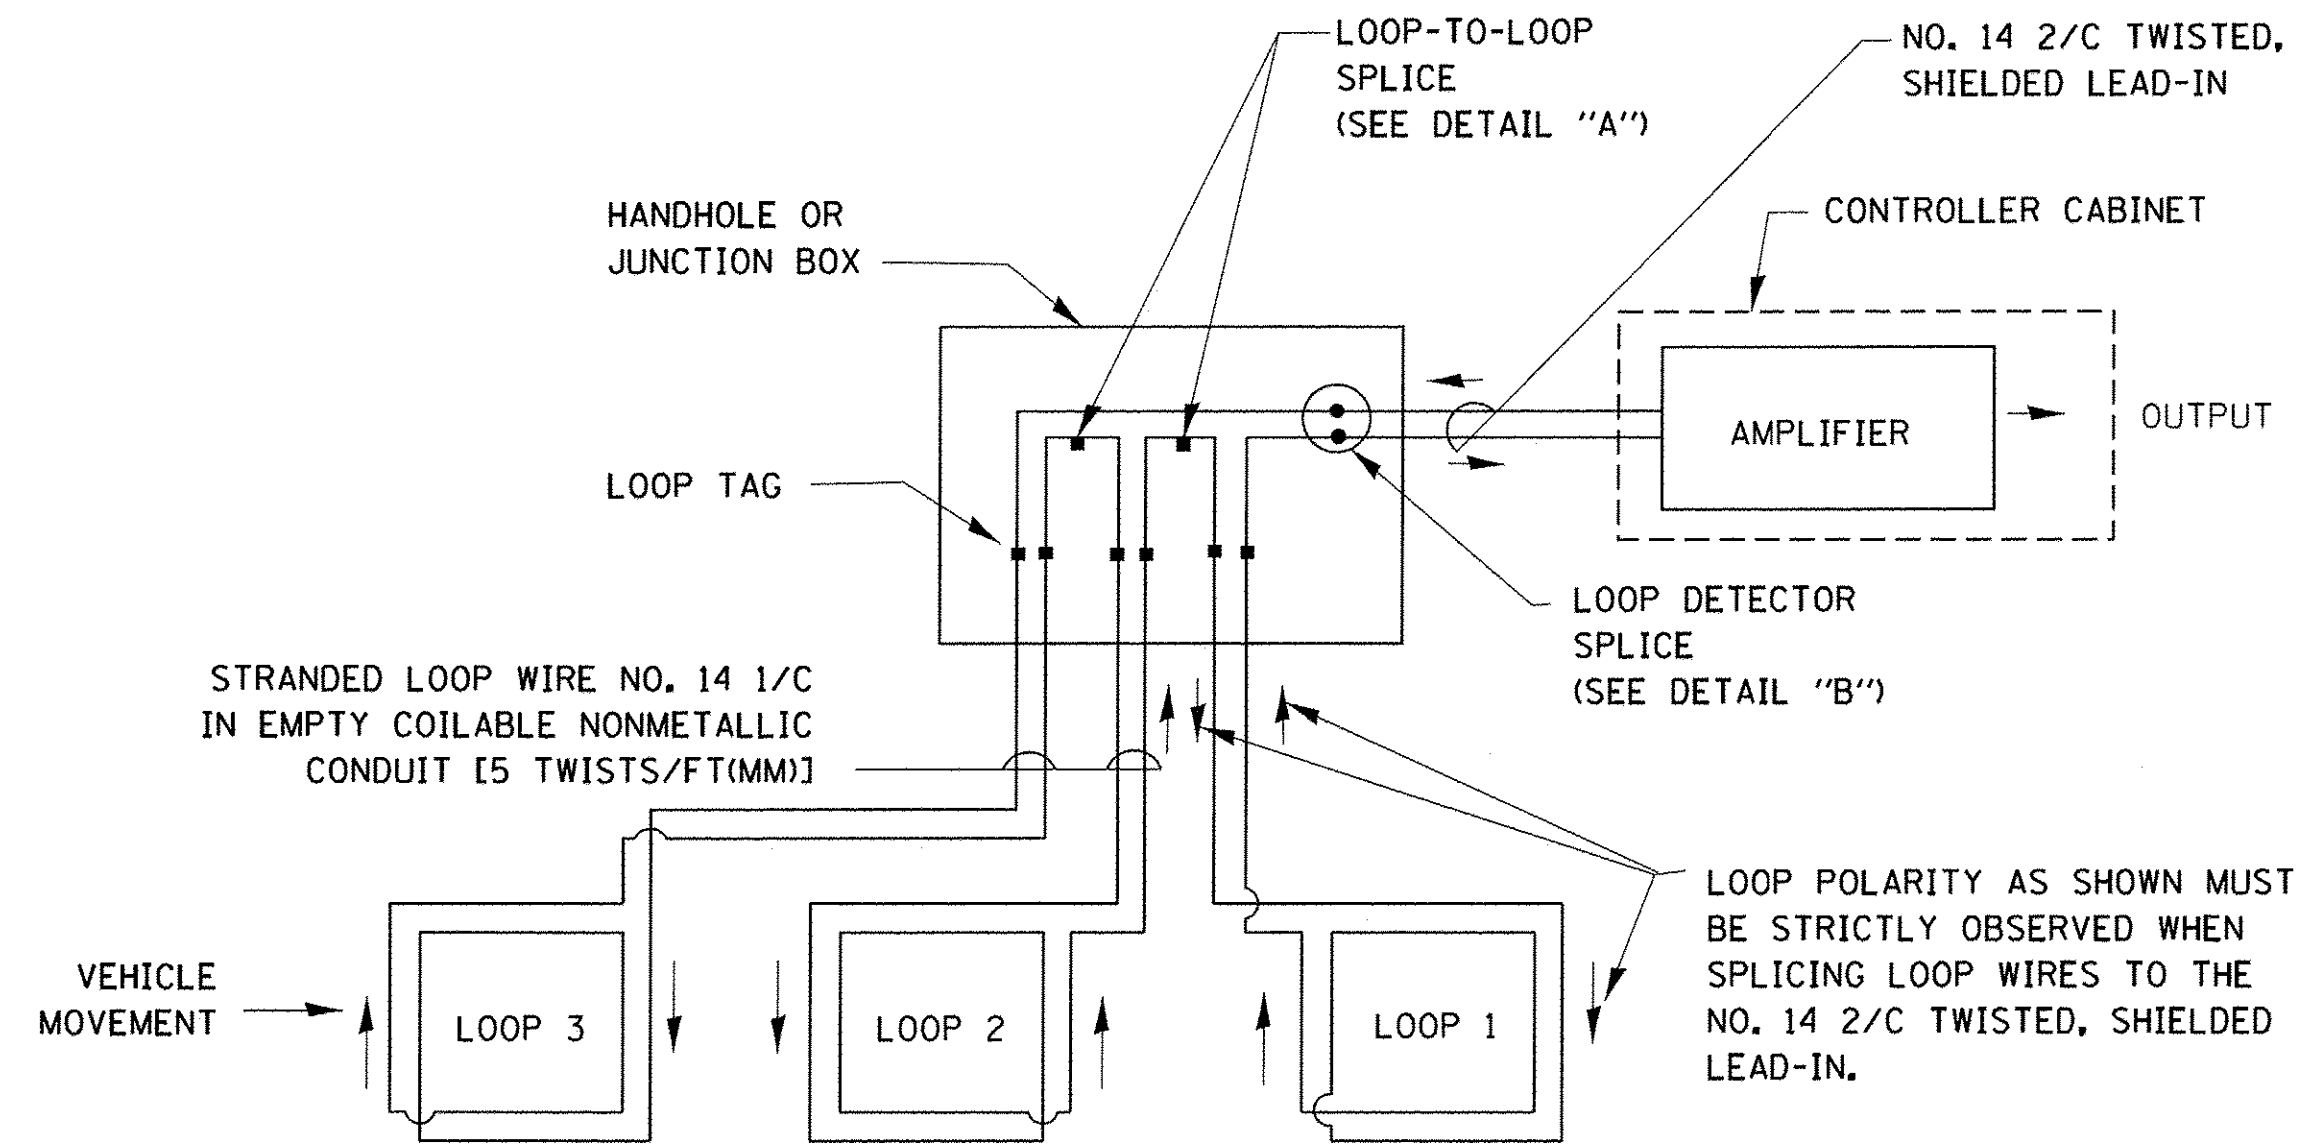 LOOP-TO-LOOP
SPLICE
(SEE DETAIL "A")
NO. 14 2/C TWISTED,
SHIELDED LEAD-IN
HANDHOLE OR
JUNCTION BOX
CONTROLLER CABINET
AMPLIFIER
OUTPUT
LOOP TAG
LOOP DETECTOR
SPLICE
(SEE DETAIL "B")
STRANDED LOOP WIRE NO. 14 1/C
IN EMPTY COILABLE NONMETALLIC
CONDUIT [5 TWISTS/FT(MM)]
LOOP POLARITY AS SHOWN MUST
BE STRICTLY OBSERVED WHEN
SPLICING LOOP WIRES TO THE
NO. 14 2/C TWISTED, SHIELDED
LEAD-IN.
VEHICLE
MOVEMENT
LOOP 3
LOOP 2
LOOP 1